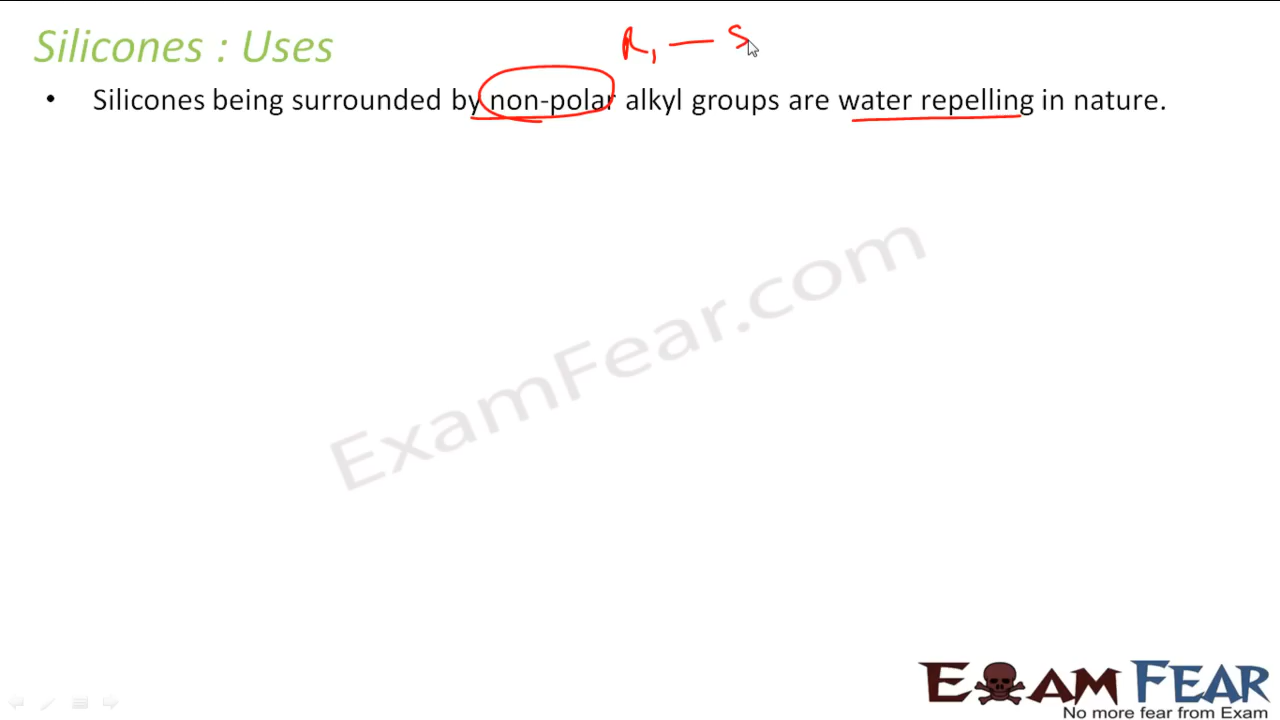 Silicones : Uses
R₁ — S
• Silicones being surrounded by non-polar alkyl groups are water repelling in nature.
ExamFear.com
EXAM FEAR
No more fear from Exam